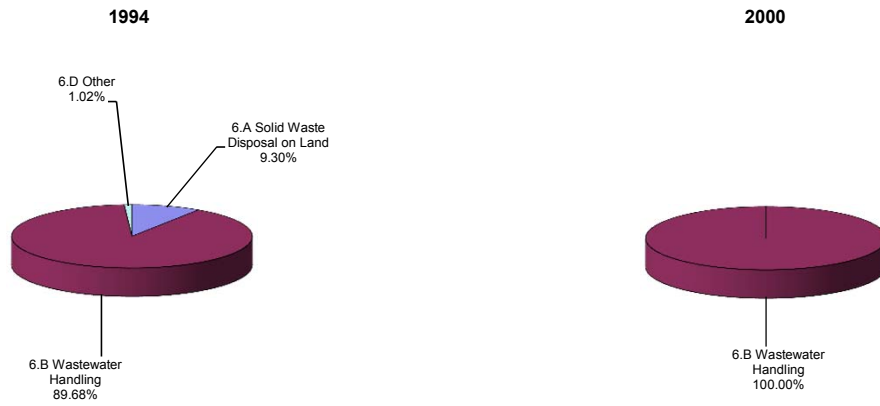 1994
6.D Other
1.02%
6.A Solid Waste
Disposal on Land
9.30%
6.B Wastewater
Handling
89.68%
2000
6.B Wastewater
Handling
100.00%